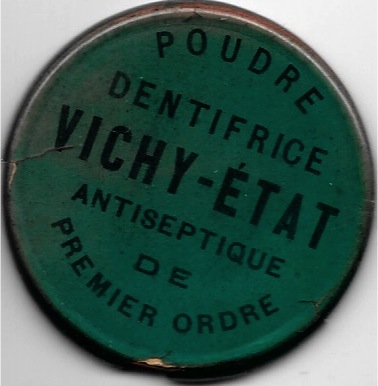 POUDRE
DENTIFRICE
VICHY-ÉTAT
ANTISEPTIQUE
DE
PREMIER ORDRE